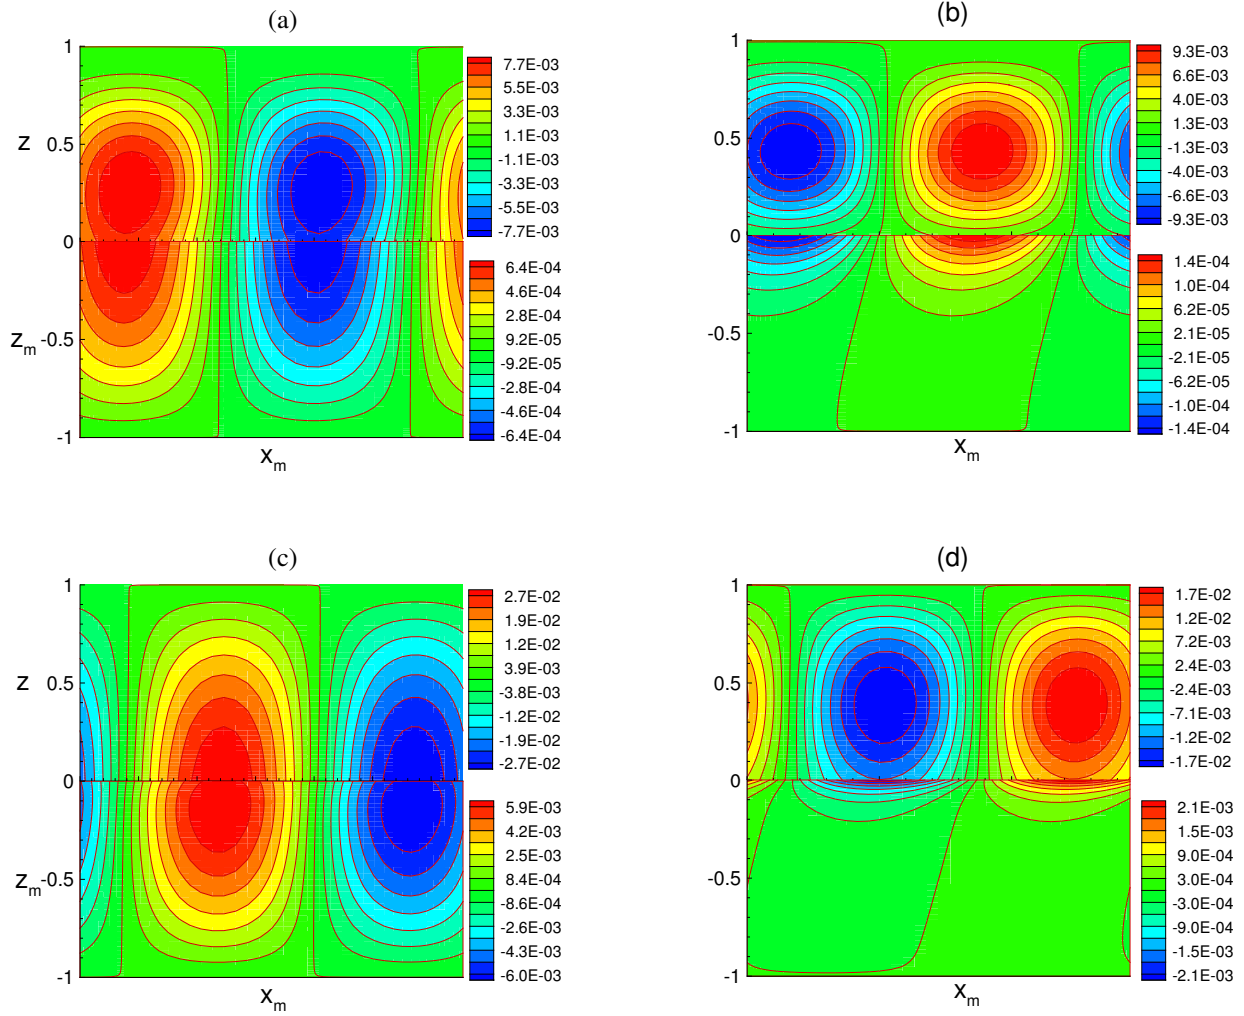 (a)
1
0.5
z
0
z_m
-0.5
-1
x_m
7.7E-03
5.5E-03
3.3E-03
1.1E-03
-1.1E-03
-3.3E-03
-5.5E-03
-7.7E-03
6.4E-04
4.6E-04
2.8E-04
9.2E-05
-9.2E-05
-2.8E-04
-4.6E-04
-6.4E-04
(b)
1
0.5
0
-0.5
-1
x_m
9.3E-03
6.6E-03
4.0E-03
1.3E-03
-1.3E-03
-4.0E-03
-6.6E-03
-9.3E-03
1.4E-04
1.0E-04
6.2E-05
2.1E-05
-2.1E-05
-6.2E-05
-1.0E-04
-1.4E-04
(c)
1
z
0.5
0
-0.5
z_m
-1
x_m
2.7E-02
1.9E-02
1.2E-02
3.9E-03
-3.8E-03
-1.2E-02
-1.9E-02
-2.7E-02
5.9E-03
4.2E-03
2.5E-03
8.4E-04
-8.6E-04
-2.6E-03
-4.3E-03
-6.0E-03
(d)
1
0.5
0
-0.5
-1
x_m
1.7E-02
1.2E-02
7.2E-03
2.4E-03
-2.4E-03
-7.1E-03
-1.2E-02
-1.7E-02
2.1E-03
1.5E-03
9.0E-04
3.0E-04
-3.0E-04
-9.0E-04
-1.5E-03
-2.1E-03